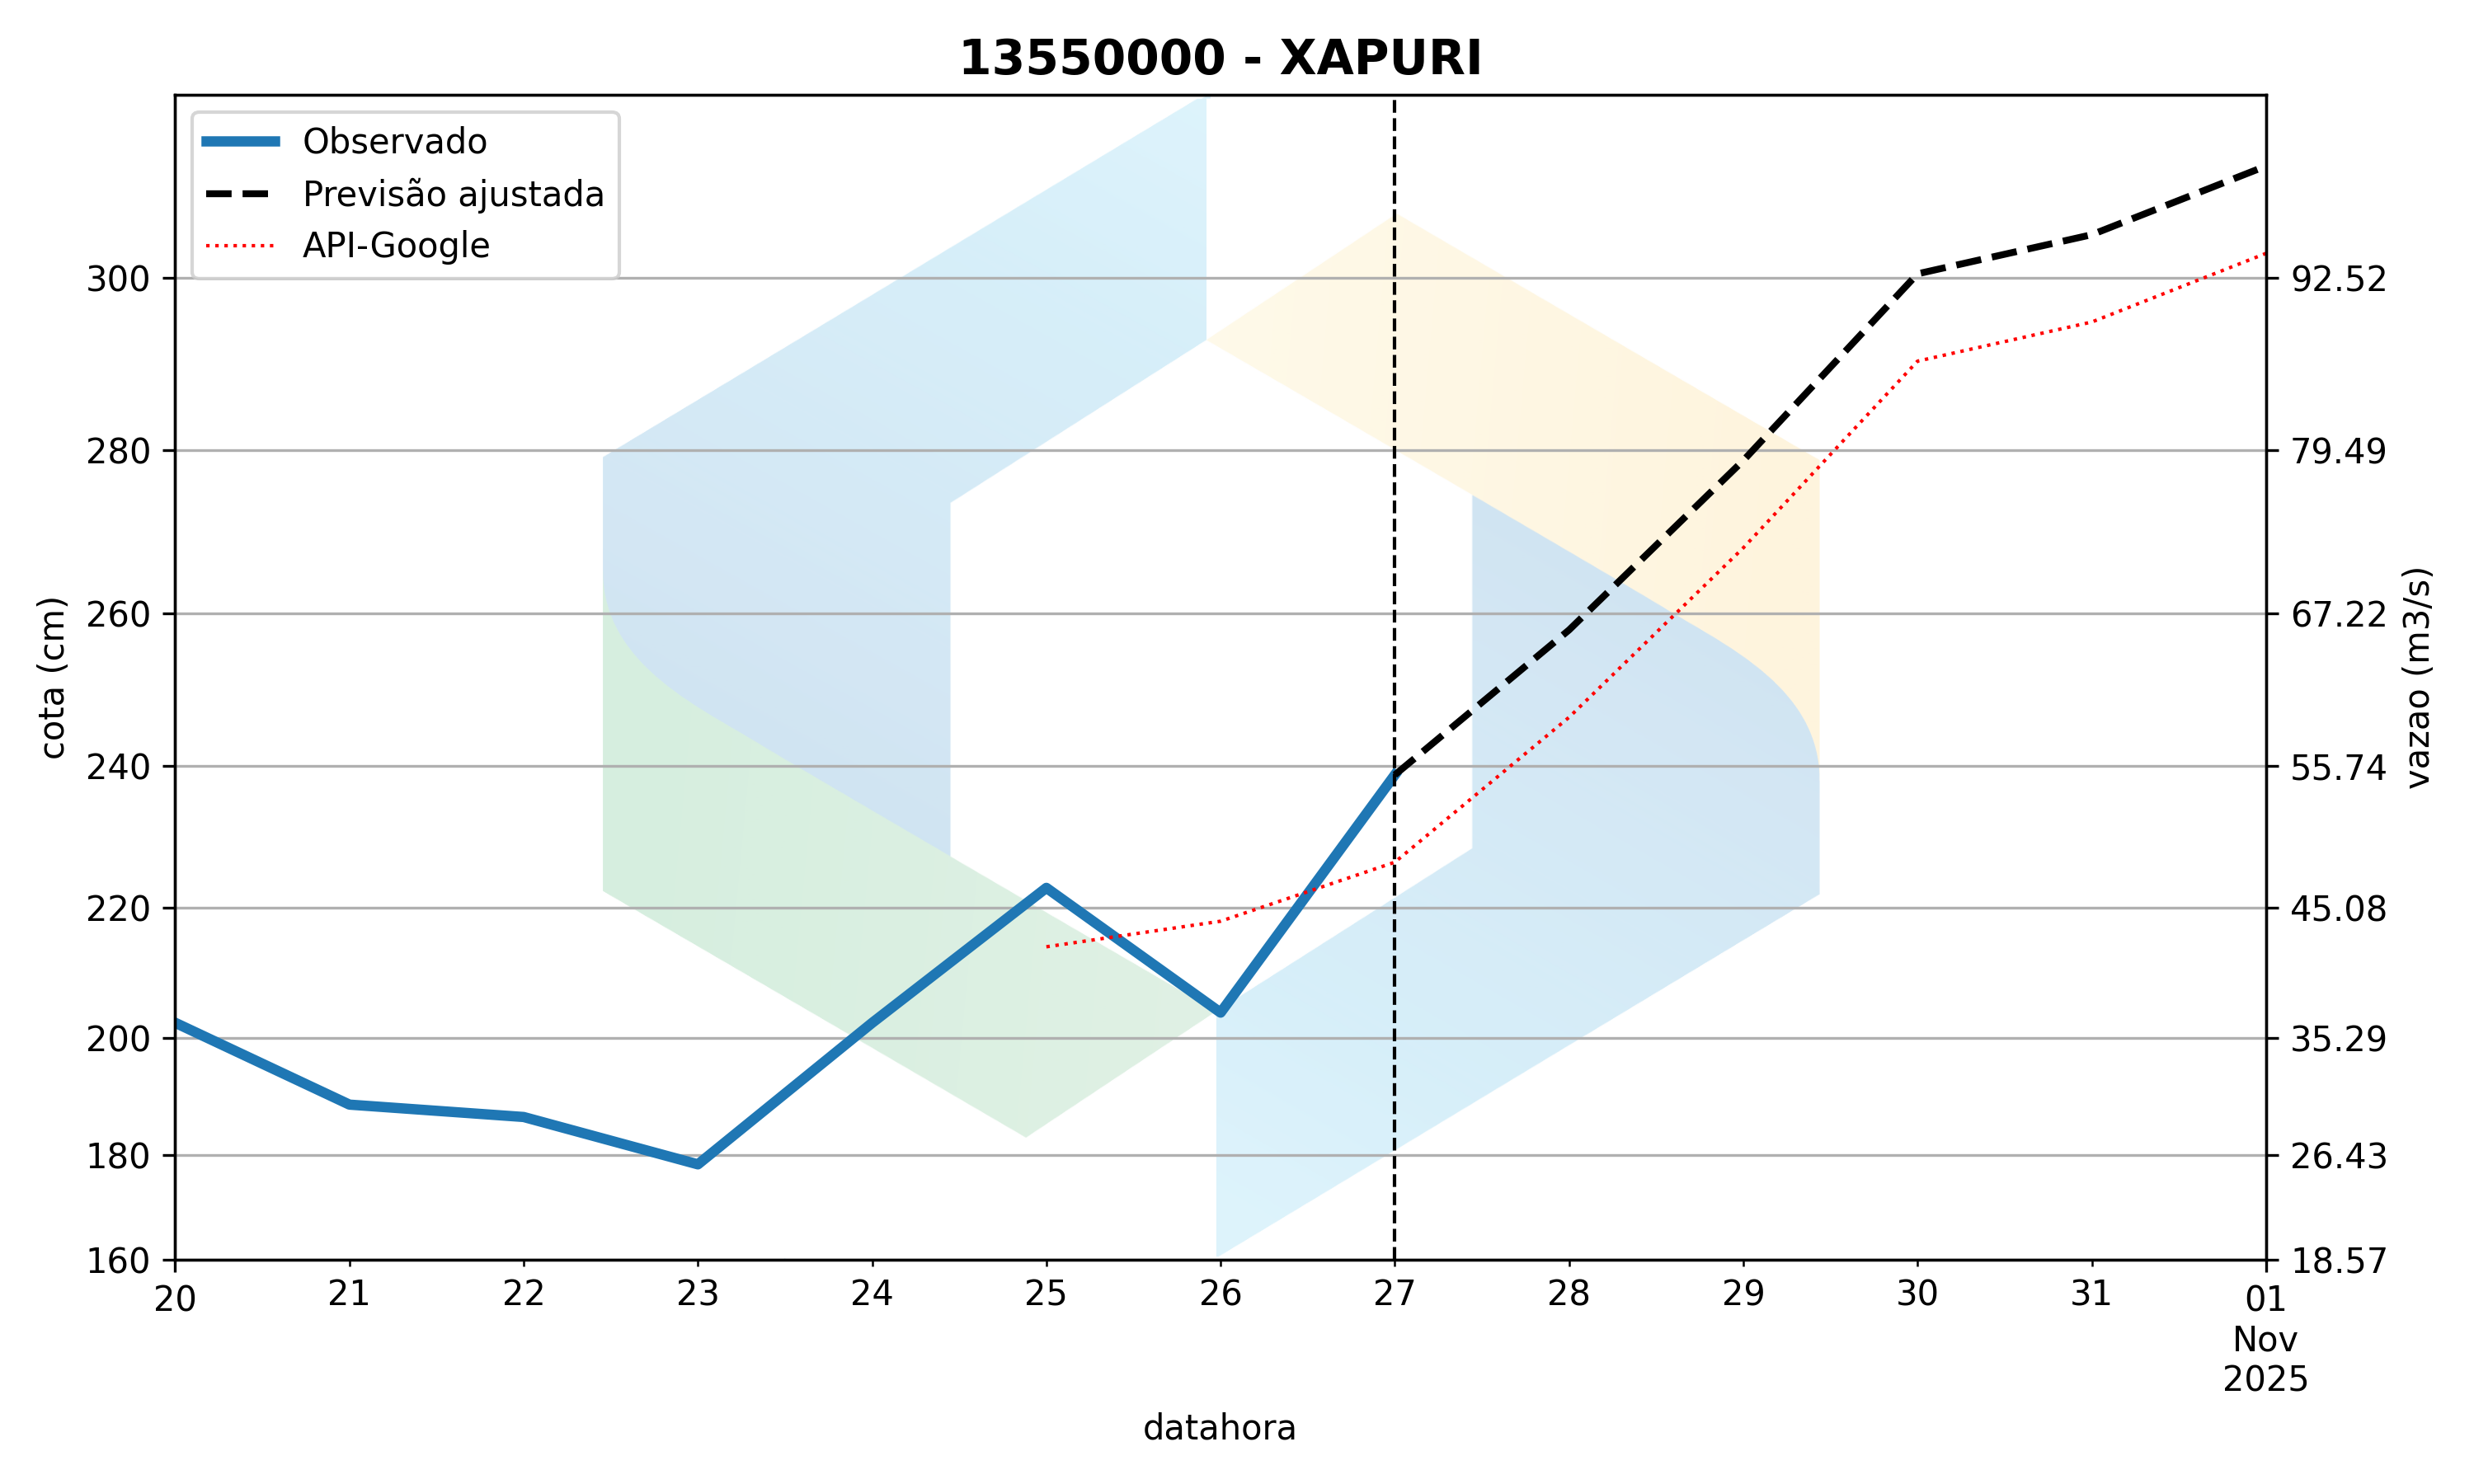 13550000 - XAPURI
Observado
Previsão ajustada
API-Google
300
280
260
240
220
200
180
160
cota (cm)
92.52
79.49
67.22
55.74
45.08
35.29
26.43
18.57
vazao (m3/s)
20 21 22 23 24 25 26 27 28 29 30 31 01
Nov
2025
datahora